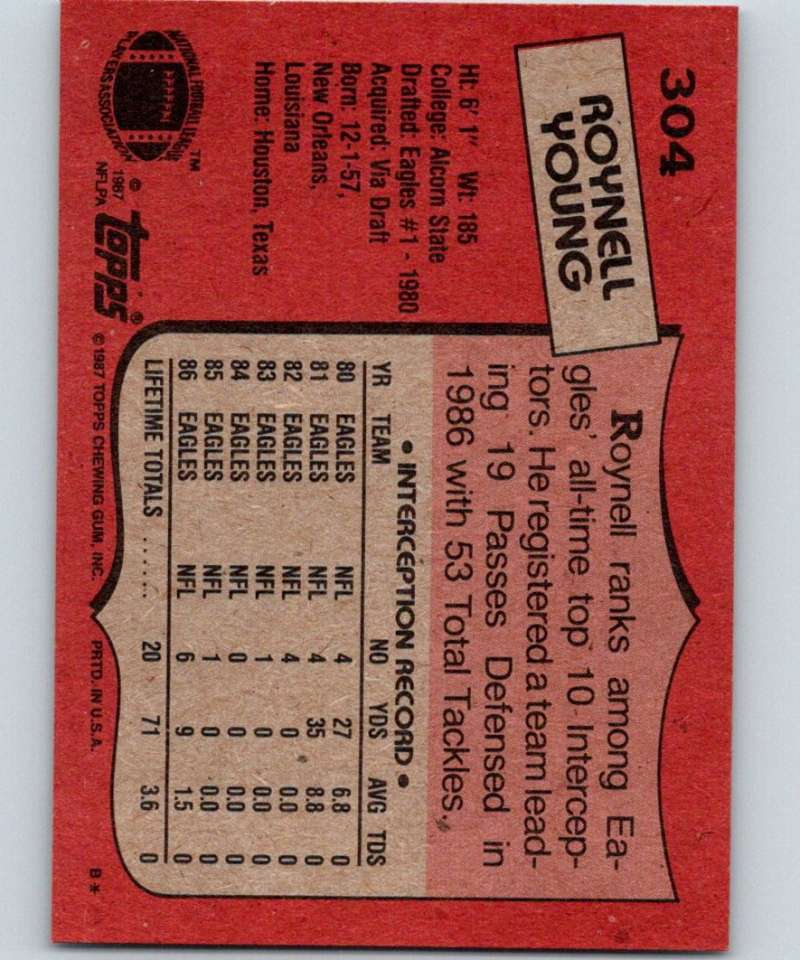 304
ROYNELL
YOUNG
Ht: 6' 1" Wt: 185
College: Alcorn State
Drafted: Eagles #1 - 1980
Acquired: Via Draft
Born: 12-1-57,
New Orleans,
Louisiana
Home: Houston, Texas
NATIONAL FOOTBALL LEAGUE
PLAYERS ASSOCIATION
TM
© 1987
NFLPA
topps®
Roynell ranks among Ea-
gles' all-time top 10 Intercep-
tors. He registered a team lead-
ing 19 Passes Defensed in
1986 with 53 Total Tackles.
• INTERCEPTION RECORD •
YR TEAM NO YDS AVG TDS
80 EAGLES NFL 4 27 6.8 0
81 EAGLES NFL 4 35 8.8 0
82 EAGLES NFL 4 0 0.0 0
83 EAGLES NFL 1 0 0.0 0
84 EAGLES NFL 0 0 0.0 0
85 EAGLES NFL 1 0 0.0 0
86 EAGLES NFL 6 9 1.5 0
LIFETIME TOTALS ...... 20 71 3.6 0
©1987 TOPPS CHEWING GUM, INC. PRTD. IN U.S.A. B*